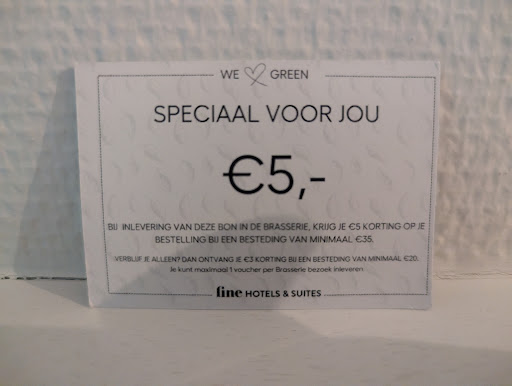 WE GREEN
SPECIAAL VOOR JOU
€5,-
BIJ INLEVERING VAN DEZE BON IN DE BRASSERIE, KRIJG JE €5 KORTING OP JE
BESTELLING BIJ EEN BESTEDING VAN MINIMAAL €35.
VERBLIJF JE ALLEEN? DAN ONTVANG JE €3 KORTING BIJ EEN BESTEDING VAN MINIMAAL €20.
Je kunt maximaal 1 voucher per Brasserie bezoek inleveren
fine HOTELS & SUITES